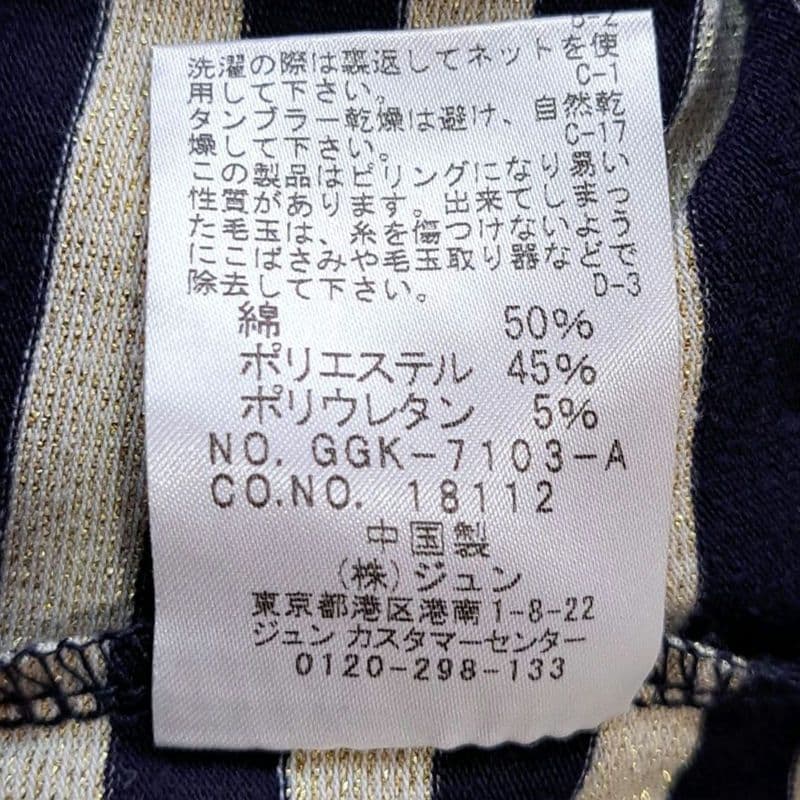 B-2
洗濯の際は裏返してネットを使
用して下さい。 C-1
タンブラー乾燥は避け、自然乾
燥して下さい。 C-17
この製品はピリングになり易い
性質があります。出来てしまっ
た毛玉は、糸を傷つけないよう
にこばさみや毛玉取り器などで
除去して下さい。 D-3
綿 50%
ポリエステル 45%
ポリウレタン 5%
NO. GGK-7103-A
CO.NO. 18112
中国製
(株)ジュン
東京都港区港南1-8-22
ジュン カスタマーセンター
0120-298-133